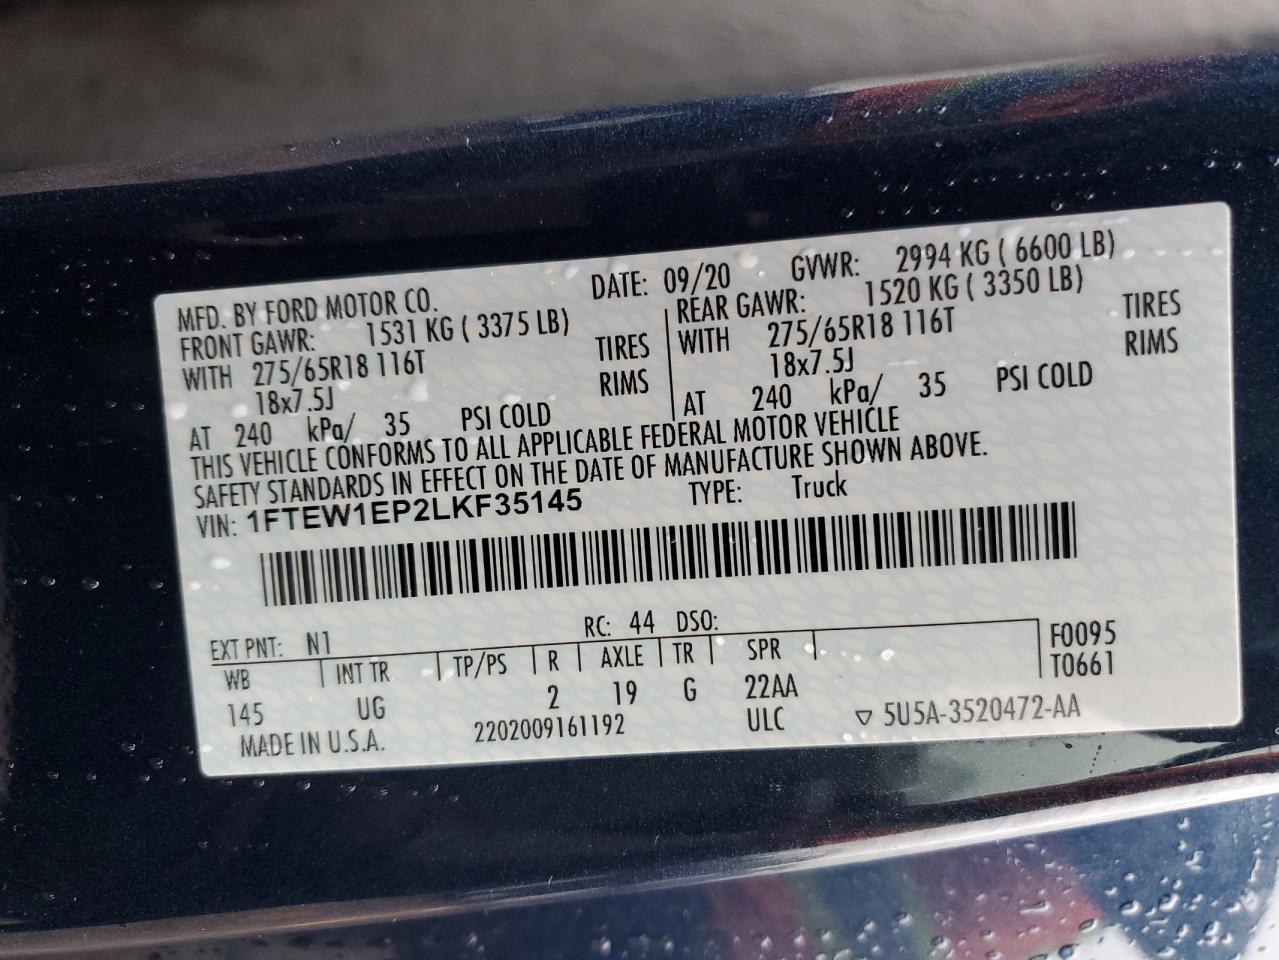 MFD. BY FORD MOTOR CO. DATE: 09/20 GVWR: 2994 KG ( 6600 LB)
FRONT GAWR: 1531 KG ( 3375 LB) REAR GAWR: 1520 KG ( 3350 LB)
WITH 275/65R18 116T TIRES WITH 275/65R18 116T TIRES
18x7.5J RIMS 18x7.5J RIMS
AT 240 kPa/ 35 PSI COLD AT 240 kPa/ 35 PSI COLD
THIS VEHICLE CONFORMS TO ALL APPLICABLE FEDERAL MOTOR VEHICLE
SAFETY STANDARDS IN EFFECT ON THE DATE OF MANUFACTURE SHOWN ABOVE.
VIN: 1FTEW1EP2LKF35145 TYPE: Truck
EXT PNT: N1 RC: 44 DSO:
WB INT TR TP/PS R AXLE TR SPR F0095
T0661
145 UG 2 19 G 22AA
MADE IN U.S.A. 2202009161192 ULC ▽ 5U5A-3520472-AA